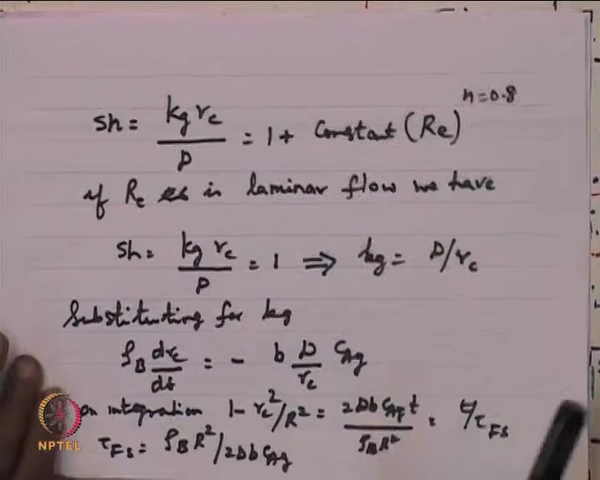 n=0.8
Sh = kg rc / D = 1 + Constant (Re)
if Re is in laminar flow we have
Sh = kg rc / D = 1 ⇒ kg = D/rc
Substituting for kg
ρB drc/dt = - b D/rc CAg
on integration 1 - rc²/R² = 2Db CAg t / ρB R² = t/τFS
τFS = ρB R² / 2Db CAg
NPTEL